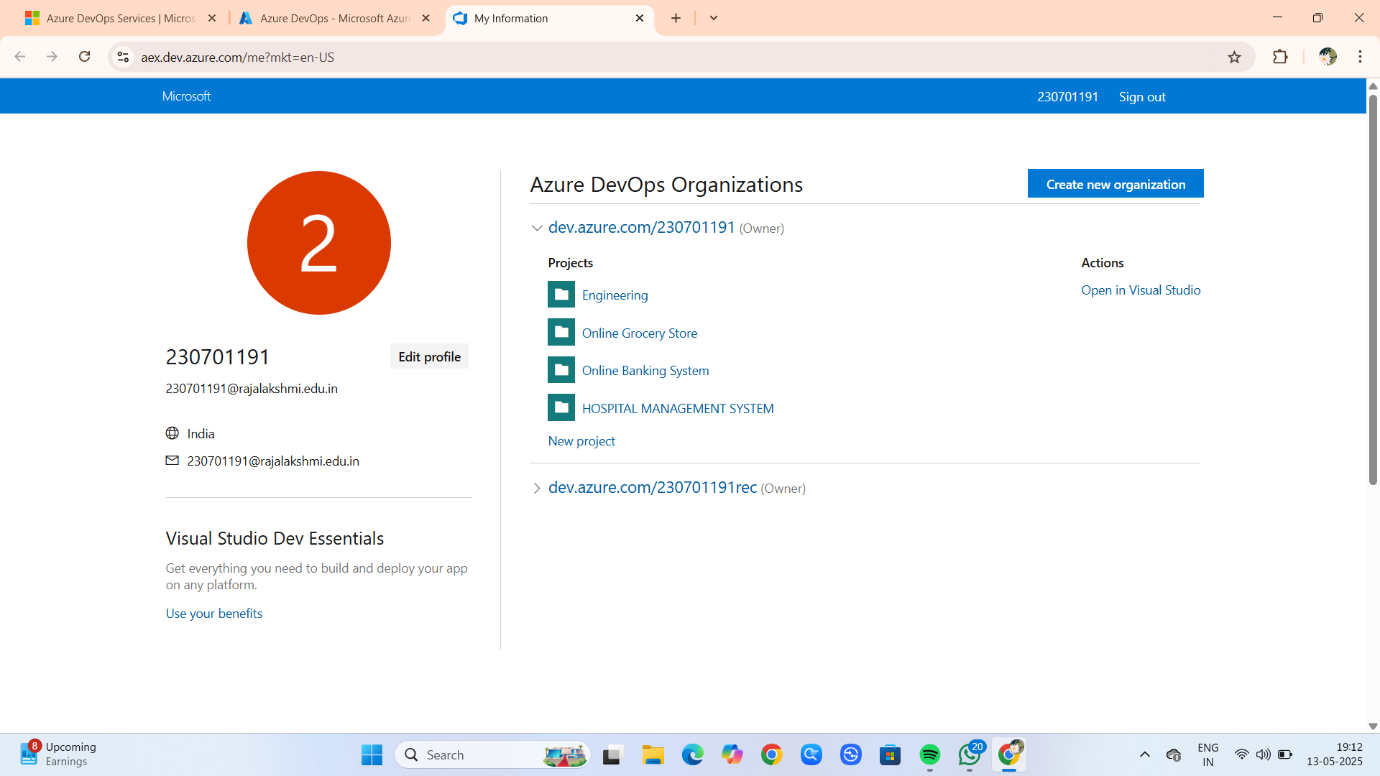 Azure DevOps Services | Micros
Azure DevOps - Microsoft Azur
My Information
aex.dev.azure.com/me?mkt=en-US
Microsoft
230701191
Sign out
2
230701191
Edit profile
230701191@rajalakshmi.edu.in
India
230701191@rajalakshmi.edu.in
Visual Studio Dev Essentials
Get everything you need to build and deploy your app
on any platform.
Use your benefits
Azure DevOps Organizations
Create new organization
dev.azure.com/230701191 (Owner)
Projects
Actions
Engineering
Open in Visual Studio
Online Grocery Store
Online Banking System
HOSPITAL MANAGEMENT SYSTEM
New project
dev.azure.com/230701191rec (Owner)
8
Upcoming
Earnings
Search
20
ENG
IN
19:12
13-05-2025